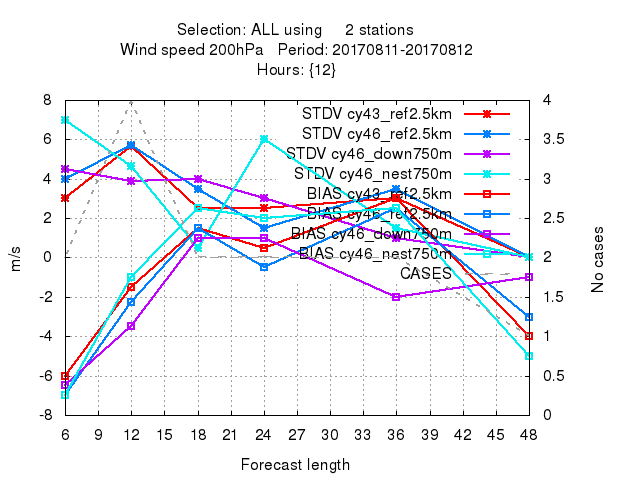 Selection: ALL using 2 stations
Wind speed 200hPa Period: 20170811-20170812
Hours: {12}
8 4
6 3.5
4 3
2 2.5
0 2
-2 1.5
-4 1
-6 0.5
-8 0
m/s
No cases
STDV cy43_ref2.5km
STDV cy46_ref2.5km
STDV cy46_down750m
STDV cy46_nest750m
BIAS cy43_ref2.5km
BIAS cy46_ref2.5km
BIAS cy46_down750m
BIAS cy46_nest750m
CASES
6 9 12 15 18 21 24 27 30 33 36 39 42 45 48
Forecast length